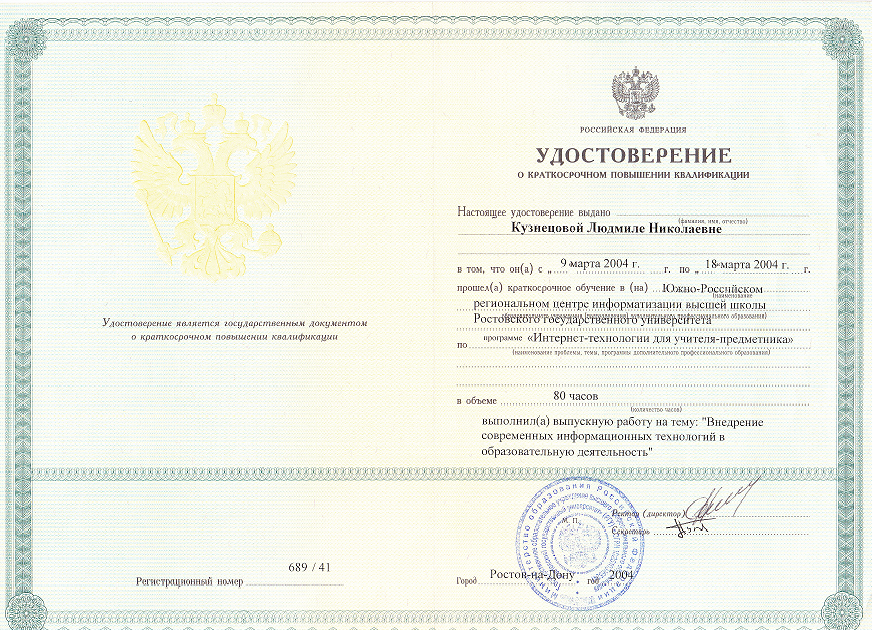 Удостоверение является государственным документом
о краткосрочном повышении квалификации
Регистрационный номер 689 / 41
РОССИЙСКАЯ ФЕДЕРАЦИЯ
УДОСТОВЕРЕНИЕ
О КРАТКОСРОЧНОМ ПОВЫШЕНИИ КВАЛИФИКАЦИИ
Настоящее удостоверение выдано
(фамилия, имя, отчество)
Кузнецовой Людмиле Николаевне
в том, что он(а) с „ 9 марта 2004 г. г. по „ 18 марта 2004 г. г.
прошел(а) краткосрочное обучение в (на) Южно-Российском
(наименование
региональном центре информатизации высшей школы
дополнительного профессионального образования)
Ростовского государственного университета
по программе «Интернет-технологии для учителя-предметника»
(наименование проблемы, темы, программы дополнительного профессионального образования)
в объеме 80 часов
(количество часов)
выполнил(а) выпускную работу на тему: "Внедрение
современных информационных технологий в
образовательную деятельность"
М. П.
Ректор (директор)
Секретарь
Город Ростов-на-Дону год 2004